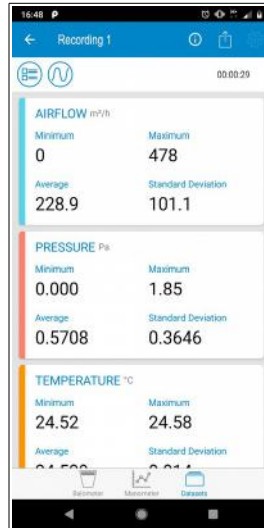 16:48 P
Recording 1
00:00:29
AIRFLOW m³/h
Minimum Maximum
0 478
Average Standard Deviation
228.9 101.1
PRESSURE Pa
Minimum Maximum
0.000 1.85
Average Standard Deviation
0.5708 0.3646
TEMPERATURE °C
Minimum Maximum
24.52 24.58
Average Standard Deviation
Barometer Manometer Datasets